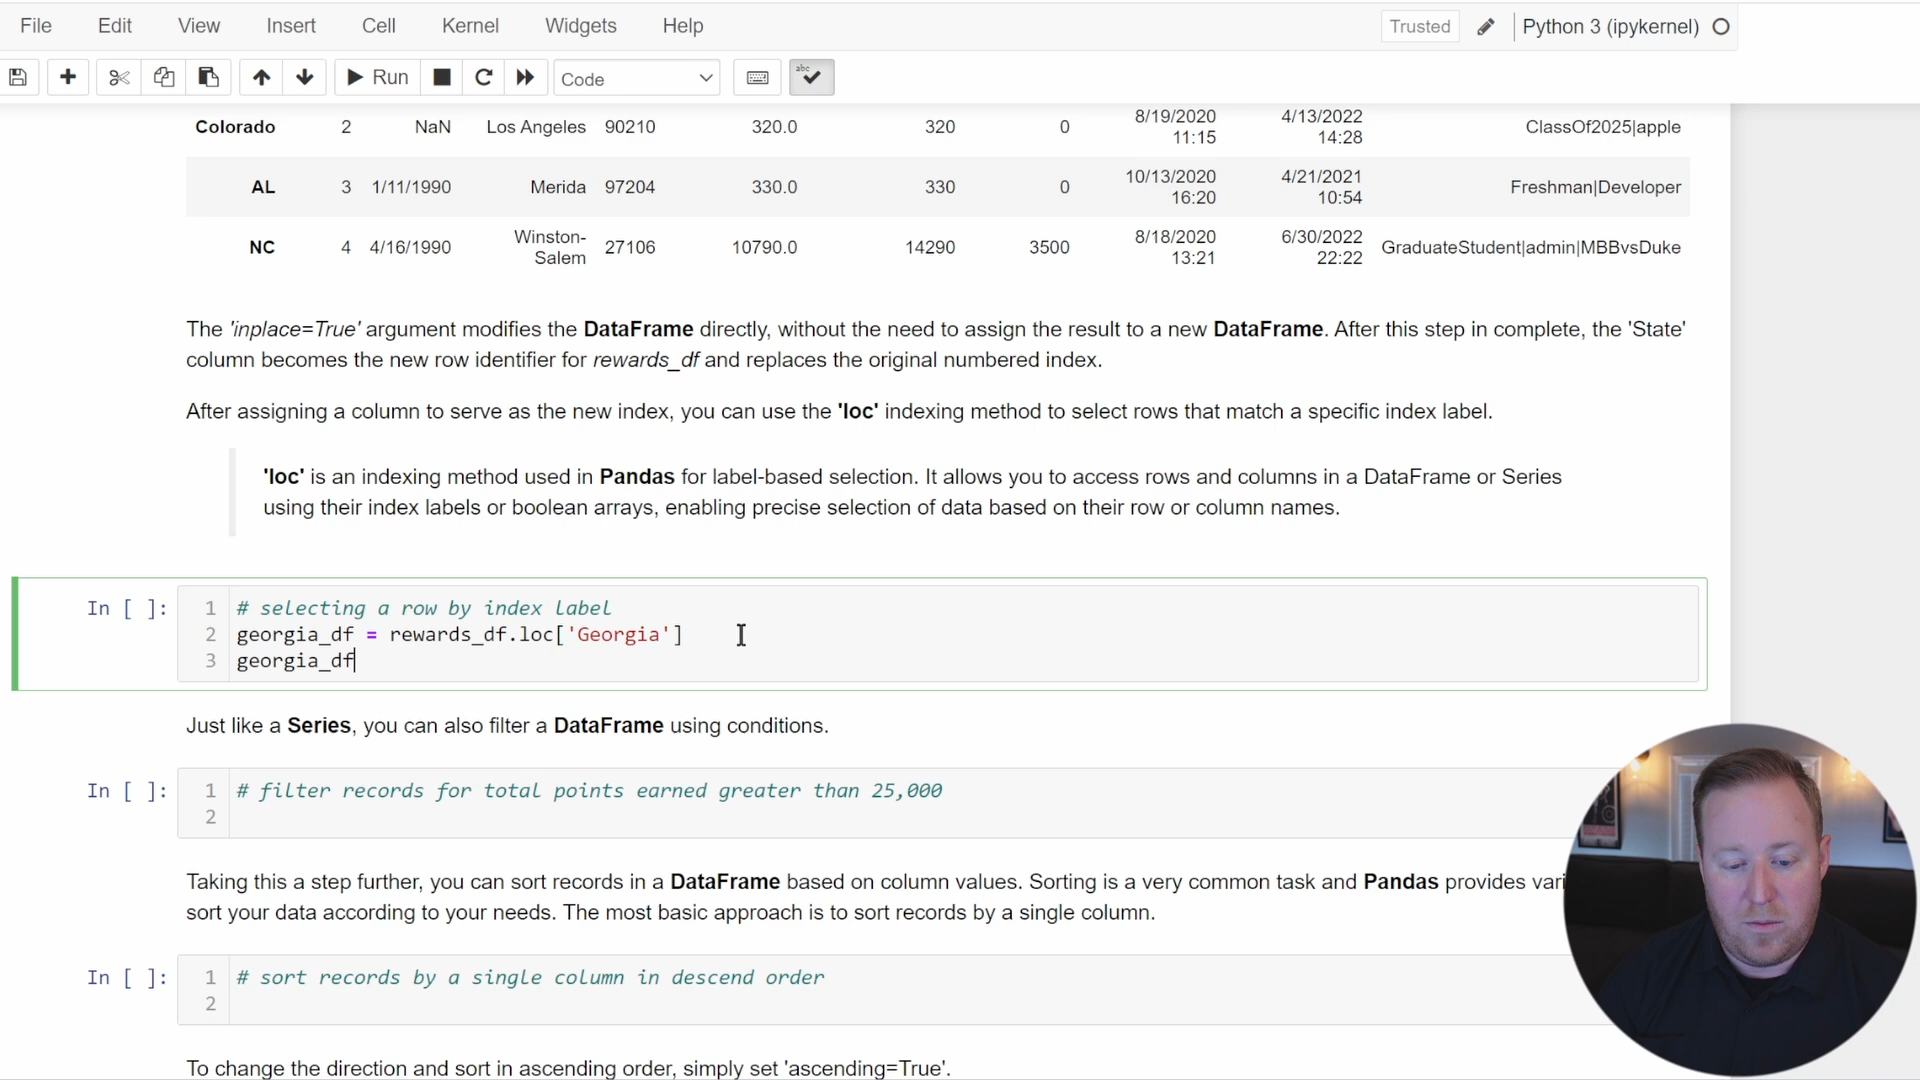 File Edit View Insert Cell Kernel Widgets Help Trusted Python 3 (ipykernel)
Run Code abc
Colorado 2 NaN Los Angeles 90210 320.0 320 0 8/19/2020 11:15 4/13/2022 14:28 ClassOf2025|apple
AL 3 1/11/1990 Merida 97204 330.0 330 0 10/13/2020 16:20 4/21/2021 10:54 Freshman|Developer
NC 4 4/16/1990 Winston-Salem 27106 10790.0 14290 3500 8/18/2020 13:21 6/30/2022 22:22 GraduateStudent|admin|MBBvsDuke
The 'inplace=True' argument modifies the DataFrame directly, without the need to assign the result to a new DataFrame. After this step in complete, the 'State'
column becomes the new row identifier for rewards_df and replaces the original numbered index.
After assigning a column to serve as the new index, you can use the 'loc' indexing method to select rows that match a specific index label.
'loc' is an indexing method used in Pandas for label-based selection. It allows you to access rows and columns in a DataFrame or Series
using their index labels or boolean arrays, enabling precise selection of data based on their row or column names.
In [ ]: 1 # selecting a row by index label
2 georgia_df = rewards_df.loc['Georgia']
3 georgia_df
Just like a Series, you can also filter a DataFrame using conditions.
In [ ]: 1 # filter records for total points earned greater than 25,000
2
Taking this a step further, you can sort records in a DataFrame based on column values. Sorting is a very common task and Pandas provides vari
sort your data according to your needs. The most basic approach is to sort records by a single column.
In [ ]: 1 # sort records by a single column in descend order
2
To change the direction and sort in ascending order, simply set 'ascending=True'.